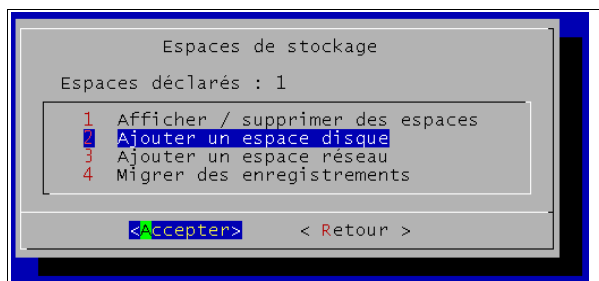 Espaces de stockage
Espaces déclarés : 1
1 Afficher / supprimer des espaces
2 Ajouter un espace disque
3 Ajouter un espace réseau
4 Migrer des enregistrements
<Accepter> < Retour >